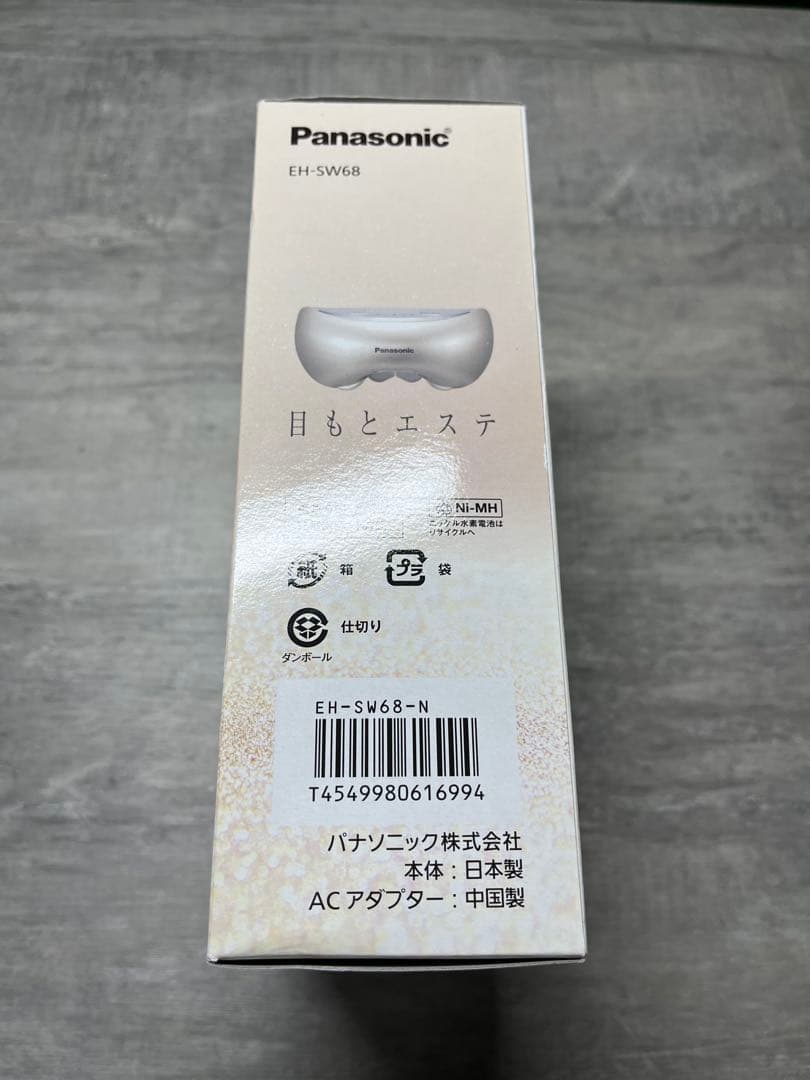 Panasonic®
EH-SW68
Panasonic
目もとエステ
Ni-MH
ニッケル水素電池は
リサイクルへ
紙 箱
プラ 袋
仕切り
ダンボール
EH-SW68-N
T4549980616994
パナソニック株式会社
本体：日本製
ACアダプター：中国製